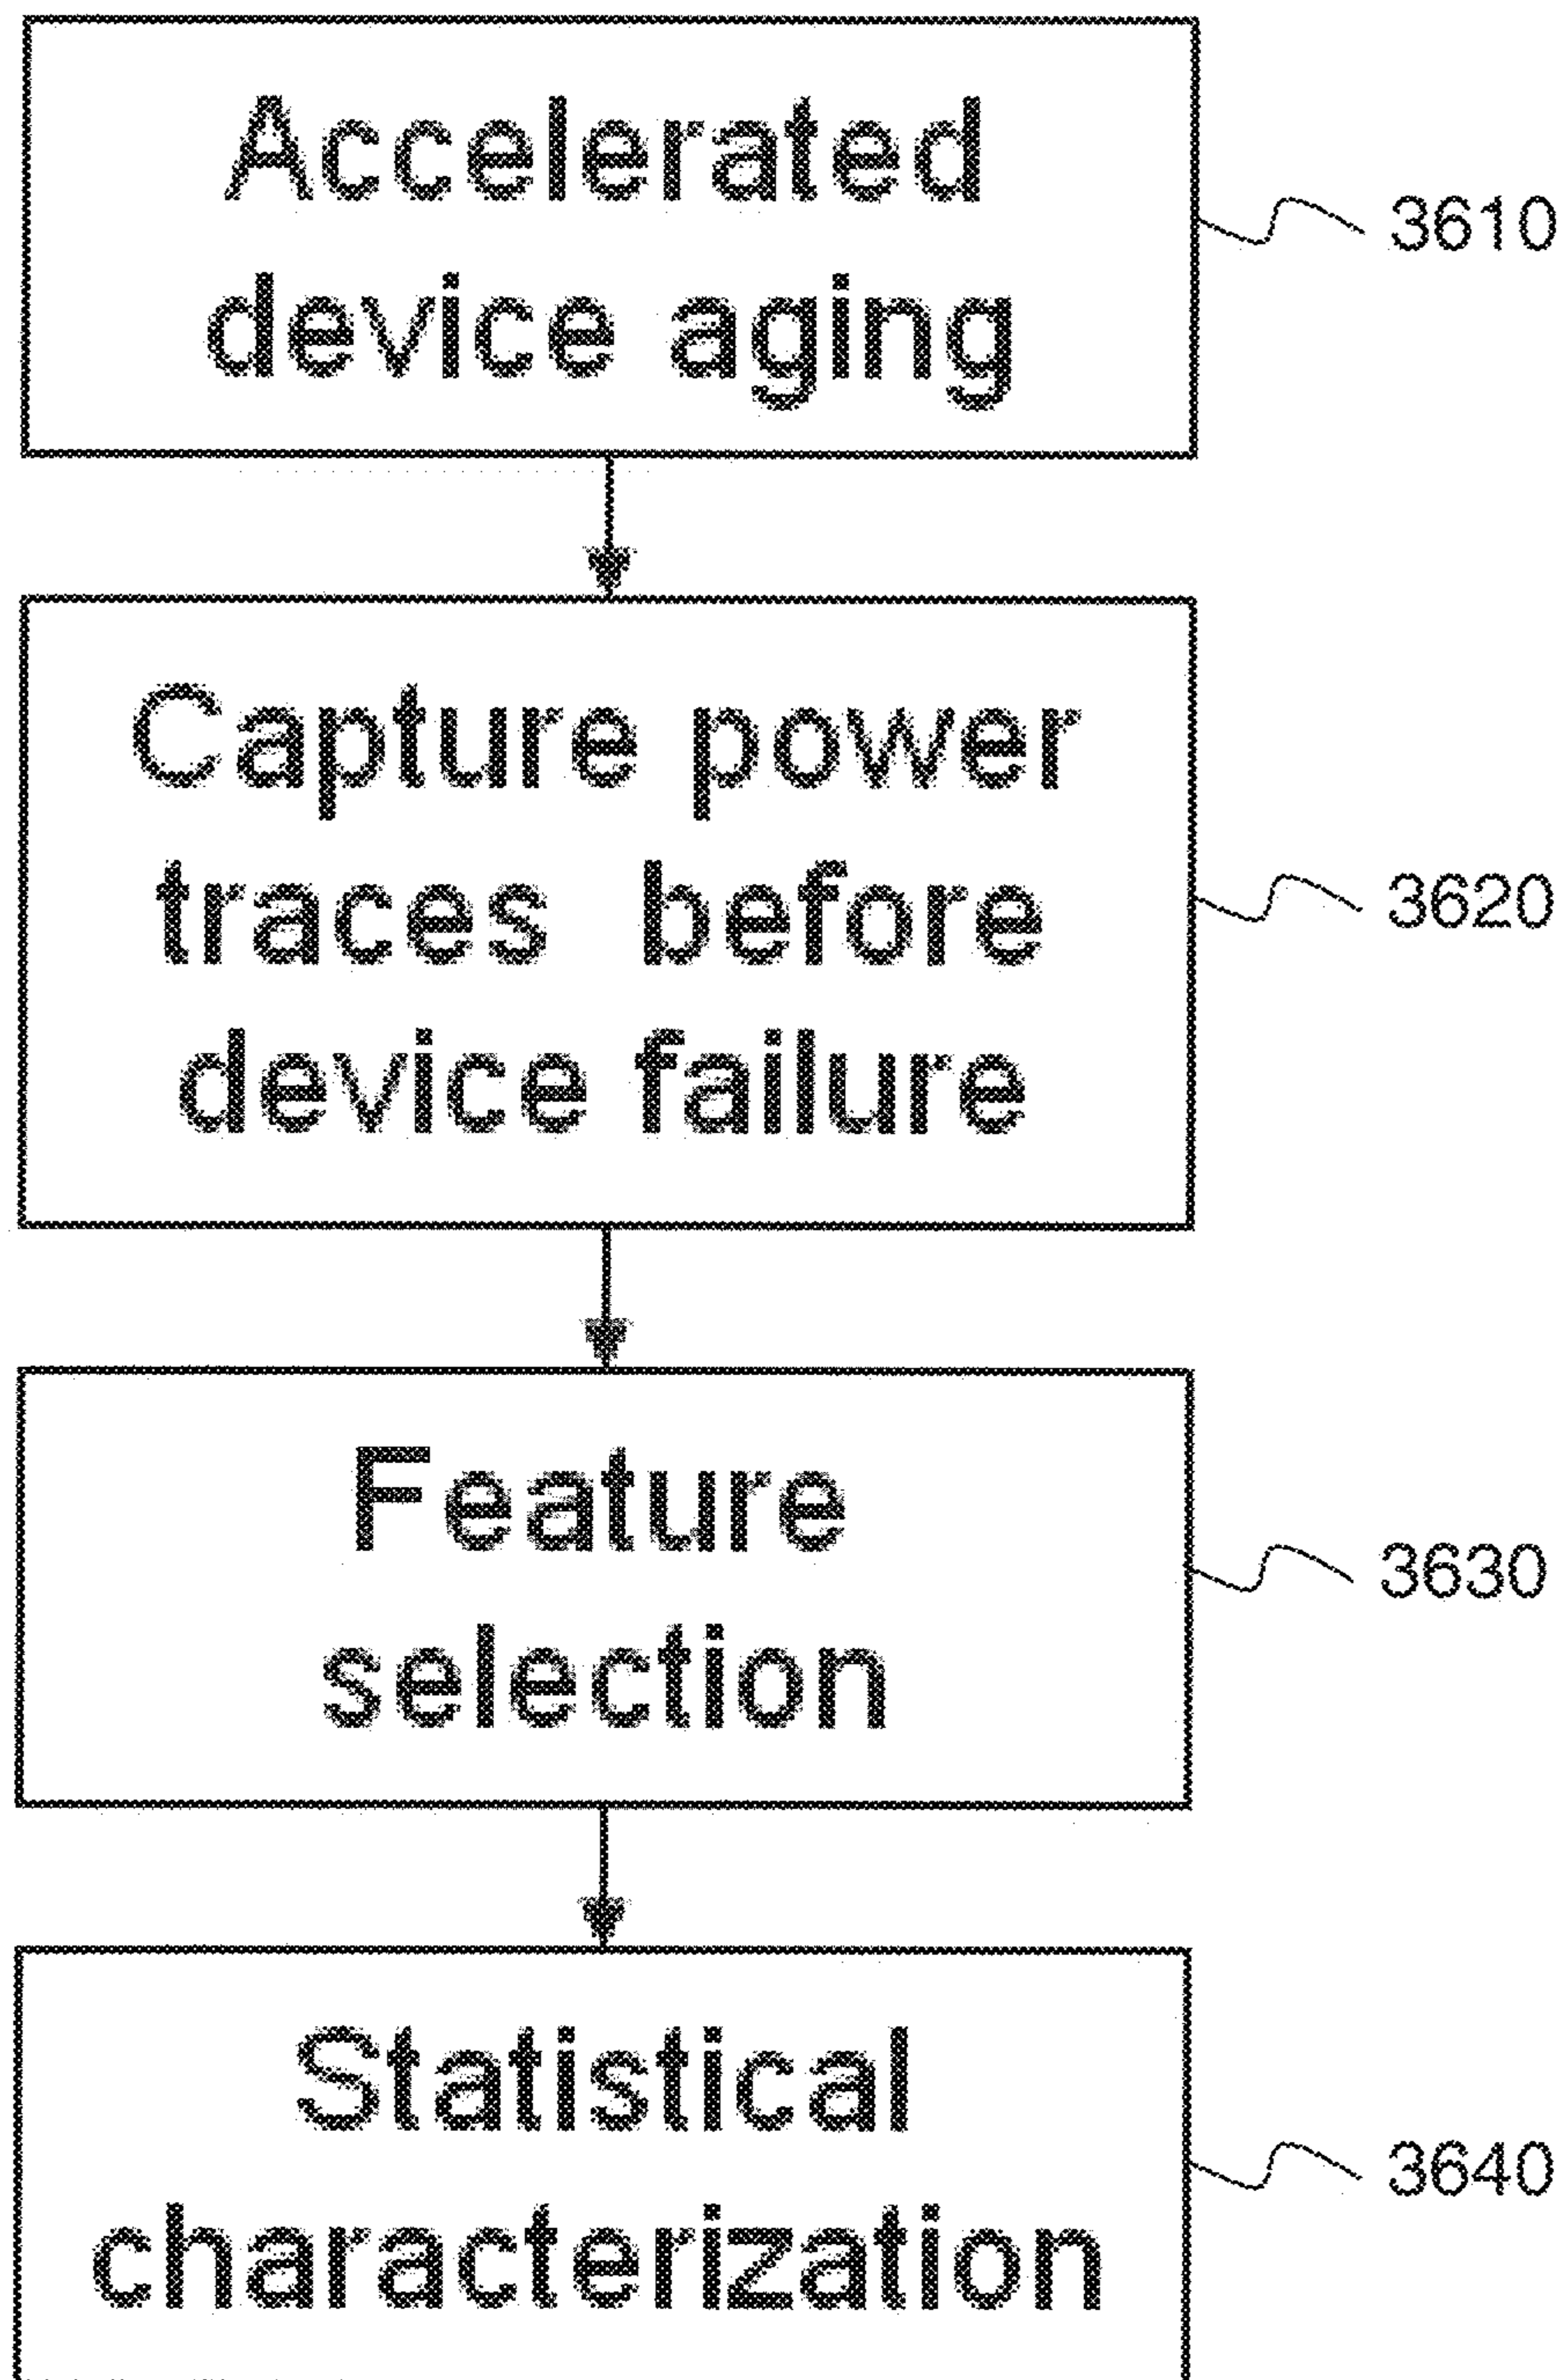 Accelerated
device aging
3610
Capture power
traces before
device failure
3620
Feature
selection
3630
Statistical
characterization
3640